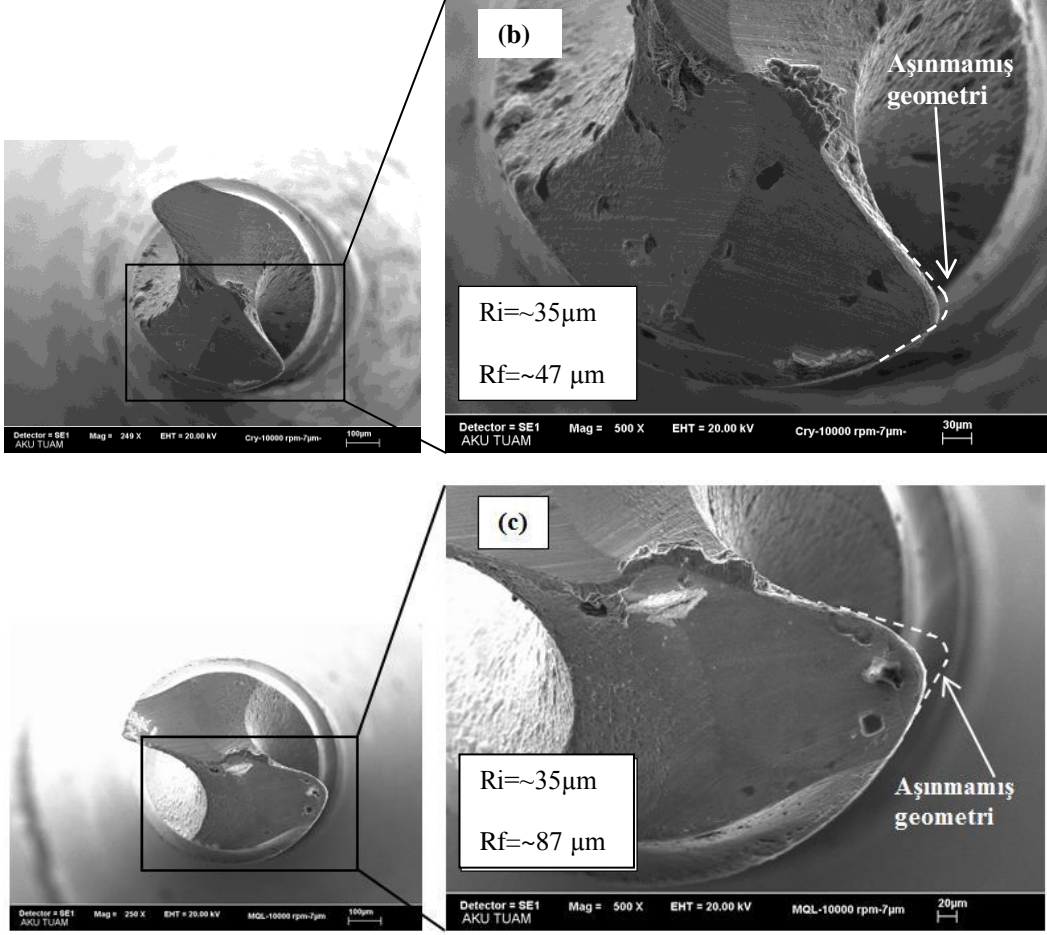 (b)
Aşınmamış
geometri
Ri=~35µm
Rf=~47 µm
Detector = SE1 Mag = 249 X EHT = 20.00 kV Cry-10000 rpm-7µm- 100µm
AKU TUAM
Detector = SE1 Mag = 500 X EHT = 20.00 kV Cry-10000 rpm-7µm- 30µm
AKU TUAM
(c)
Ri=~35µm
Rf=~87 µm
Aşınmamış
geometri
Detector = SE1 Mag = 250 X EHT = 20.00 kV MQL-10000 rpm-7µm 100µm
AKU TUAM
Detector = SE1 Mag = 500 X EHT = 20.00 kV MQL-10000 rpm-7µm 20µm
AKU TUAM